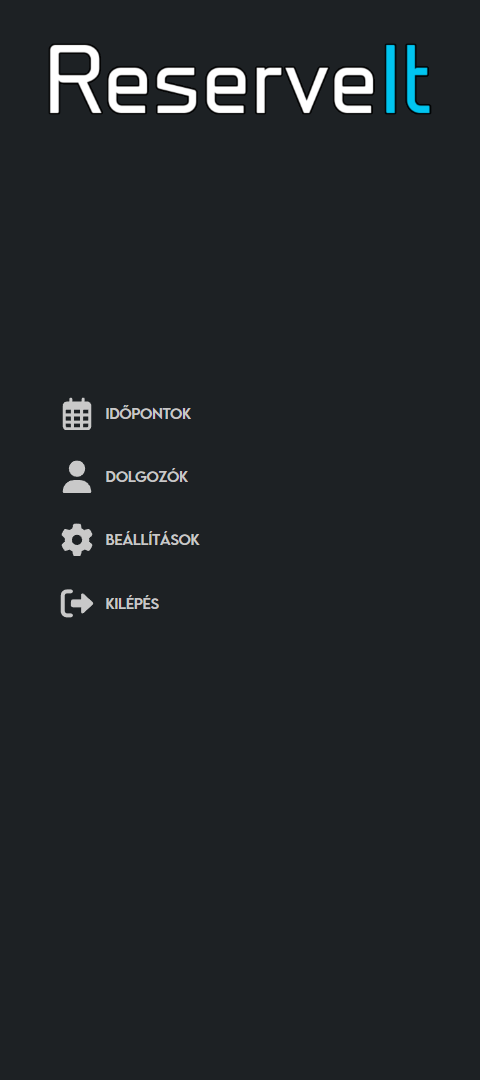 ReserveIt
IDŐPONTOK
DOLGOZÓK
BEÁLLÍTÁSOK
KILÉPÉS